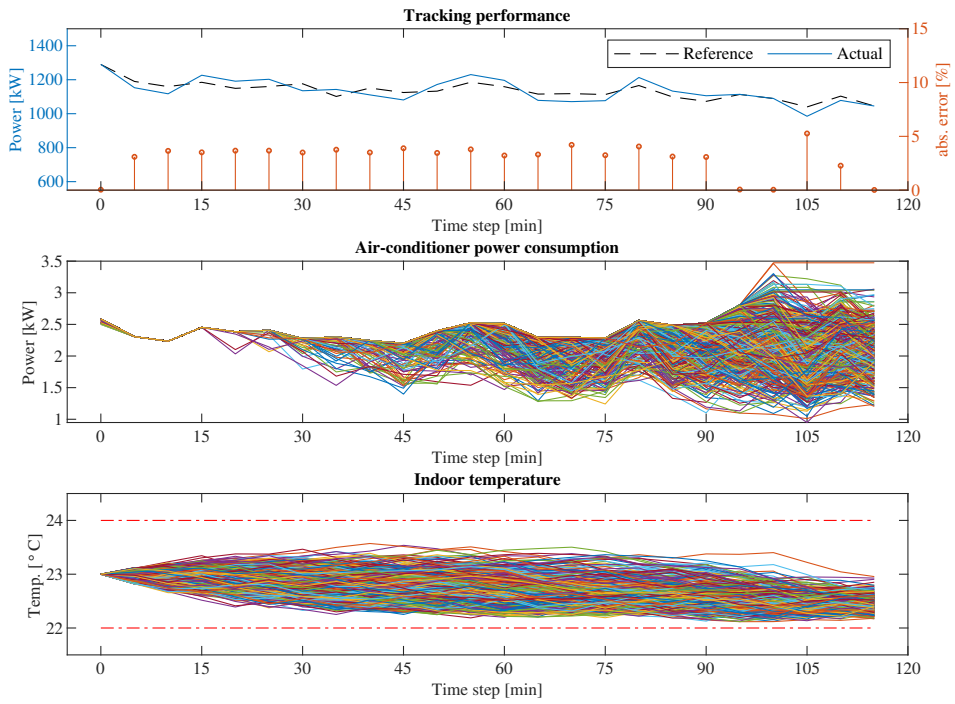 Tracking performance
1400
1200
1000
800
600
Power [kW]
15
10
5
0
abs. error [%]
Reference
Actual
0 15 30 45 60 75 90 105 120
Time step [min]
Air-conditioner power consumption
3.5
3
2.5
2
1.5
1
Power [kW]
0 15 30 45 60 75 90 105 120
Time step [min]
Indoor temperature
24
23
22
Temp. [°C]
0 15 30 45 60 75 90 105 120
Time step [min]